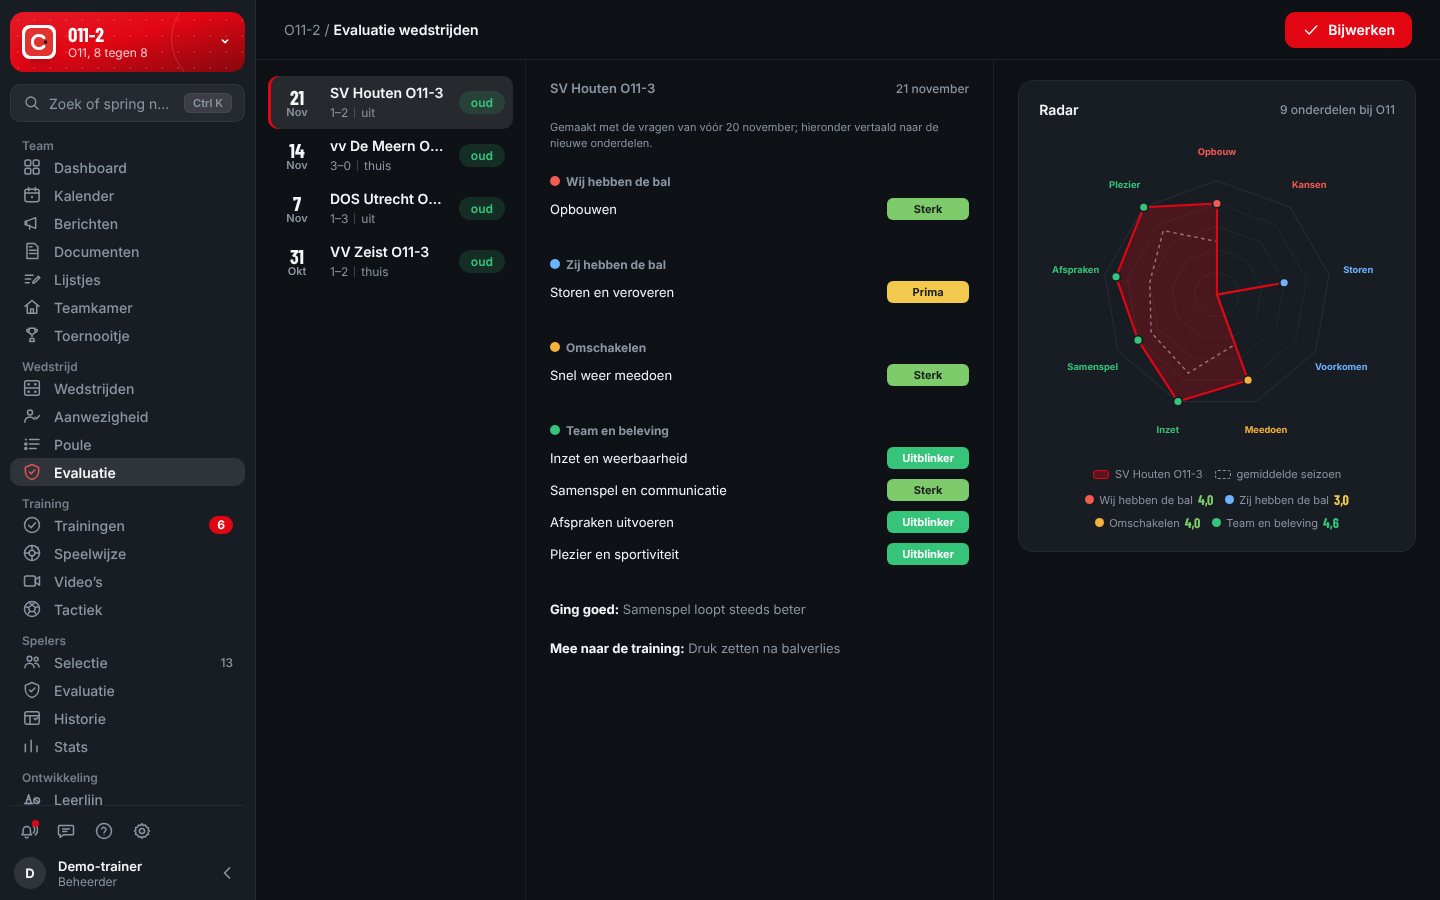 O11-2
O11, 8 tegen 8
Zoek of spring n...
Ctrl K
Team
Dashboard
Kalender
Berichten
Documenten
Lijstjes
Teamkamer
Toernooitje
Wedstrijd
Wedstrijden
Aanwezigheid
Poule
Evaluatie
Training
Trainingen 6
Speelwijze
Video's
Tactiek
Spelers
Selectie 13
Evaluatie
Historie
Stats
Ontwikkeling
Leerlijn
D
Demo-trainer
Beheerder
O11-2 / Evaluatie wedstrijden
Bijwerken
21 Nov
SV Houten O11-3
1–2 | uit
oud
14 Nov
vv De Meern O...
3–0 | thuis
oud
7 Nov
DOS Utrecht O...
1–3 | uit
oud
31 Okt
VV Zeist O11-3
1–2 | thuis
oud
SV Houten O11-3 21 november
Gemaakt met de vragen van vóór 20 november; hieronder vertaald naar de
nieuwe onderdelen.
Wij hebben de bal
Opbouwen Sterk
Zij hebben de bal
Storen en veroveren Prima
Omschakelen
Snel weer meedoen Sterk
Team en beleving
Inzet en weerbaarheid Uitblinker
Samenspel en communicatie Sterk
Afspraken uitvoeren Uitblinker
Plezier en sportiviteit Uitblinker
Ging goed: Samenspel loopt steeds beter
Mee naar de training: Druk zetten na balverlies
Radar 9 onderdelen bij O11
Opbouw
Plezier Kansen
Afspraken Storen
Samenspel Voorkomen
Inzet Meedoen
SV Houten O11-3 gemiddelde seizoen
Wij hebben de bal 4,0 Zij hebben de bal 3,0
Omschakelen 4,0 Team en beleving 4,6